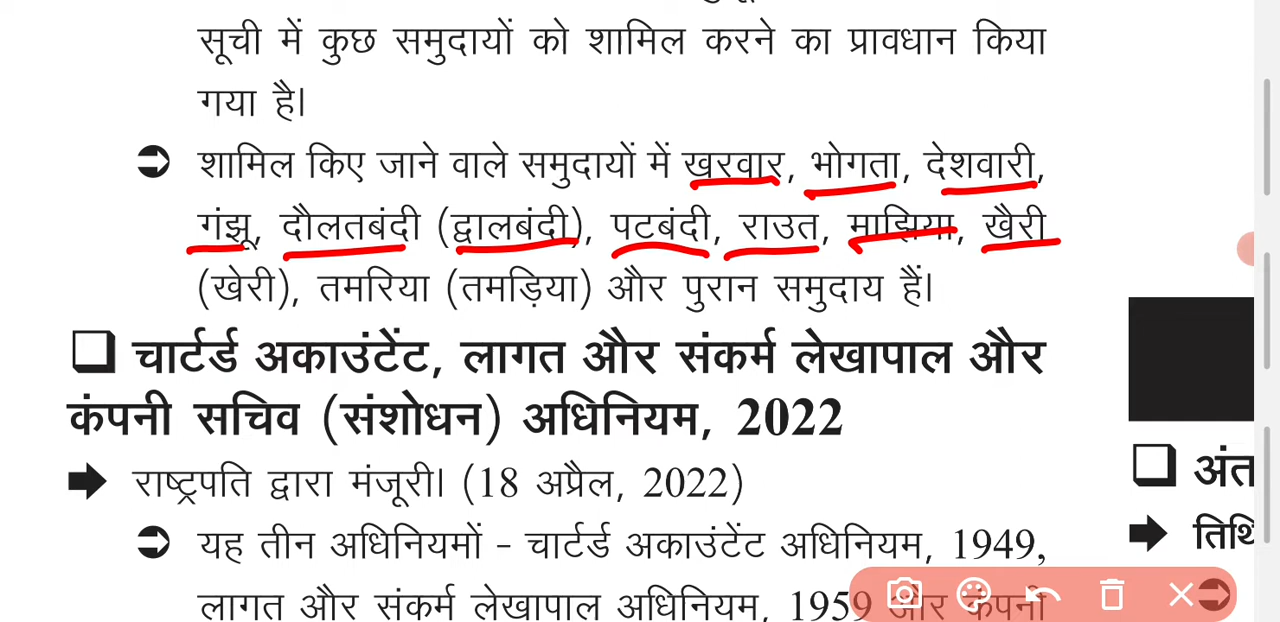 सूची में कुछ समुदायों को शामिल करने का प्रावधान किया
गया है।
शामिल किए जाने वाले समुदायों में खरवार, भोगता, देशवारी,
गंझू, दौलतबंदी (द्वालबंदी), पटबंदी, राउत, माझिया, खैरी
(खेरी), तमरिया (तमड़िया) और पुरान समुदाय हैं।
❑ चार्टर्ड अकाउंटेंट, लागत और संकर्म लेखापाल और
कंपनी सचिव (संशोधन) अधिनियम, 2022
राष्ट्रपति द्वारा मंजूरी। (18 अप्रैल, 2022)
यह तीन अधिनियमों - चार्टर्ड अकाउंटेंट अधिनियम, 1949,
लागत और संकर्म लेखापाल अधिनियम, 1959 और कंपनी
❑ अंत
तिथि